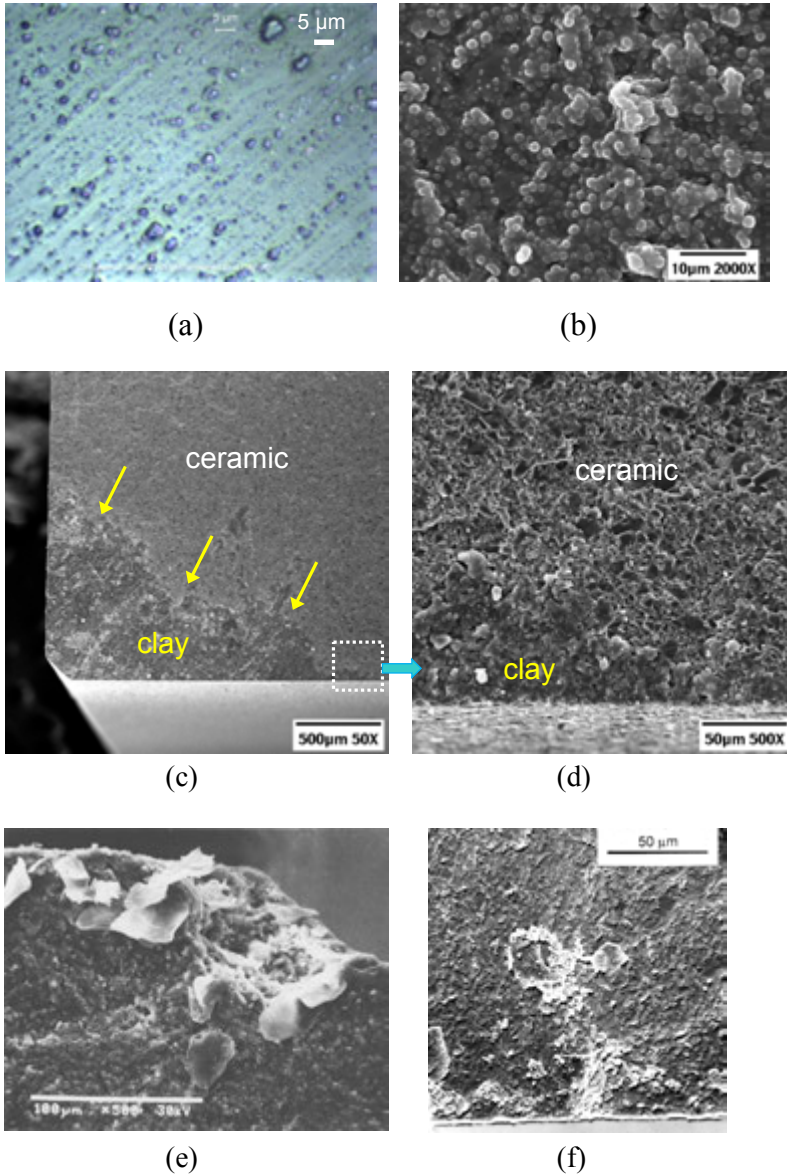 5 µm
5 µm
10µm 2000X
(a)
(b)
ceramic
clay
500µm 50X
ceramic
clay
50µm 500X
(c)
(d)
100µm ×500 30kV
50 µm
(e)
(f)